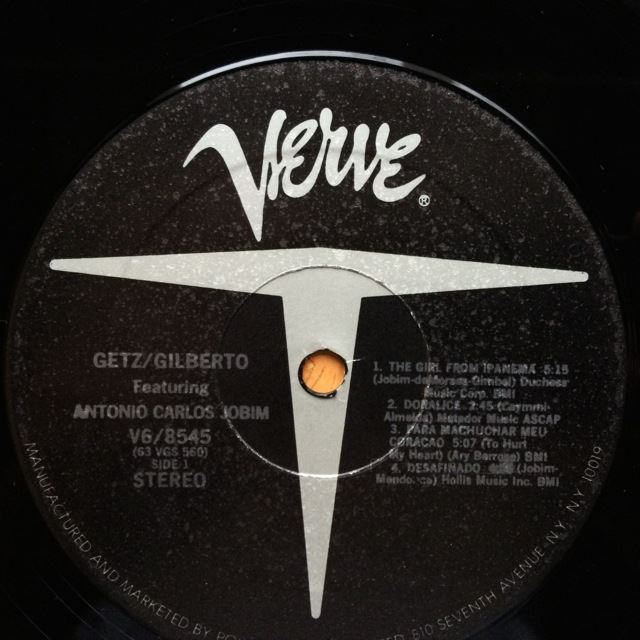 Verve®
GETZ/GILBERTO
Featuring
ANTONIO CARLOS JOBIM
V6/8545
(63 VGS 560)
SIDE 1
STEREO
1. THE GIRL FROM IPANEMA 5:15
(Jobim-deMoraes-Gimbel) Duchess
Music Corp. BMI
2. DORALICE 2:45 (Caymmi-
Almeida) Matador Music ASCAP
3. PARA MACHUCHAR MEU
CORACAO 5:07 (To Hurt
My Heart) (Ary Barroso) BMI
4. DESAFINADO (Jobim-
Mendonca) Hollis Music Inc. BMI
MANUFACTURED AND MARKETED BY 810 SEVENTH AVENUE N.Y. N.Y. 10019